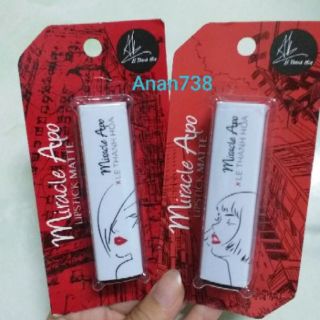 Anan738
Miracle Apo
LIPSTICK MATTE
Miracle Apo
x LE THANH HOA
Miracle Apo
LIPSTICK MATTE
Miracle Apo
x LE THANH HOA